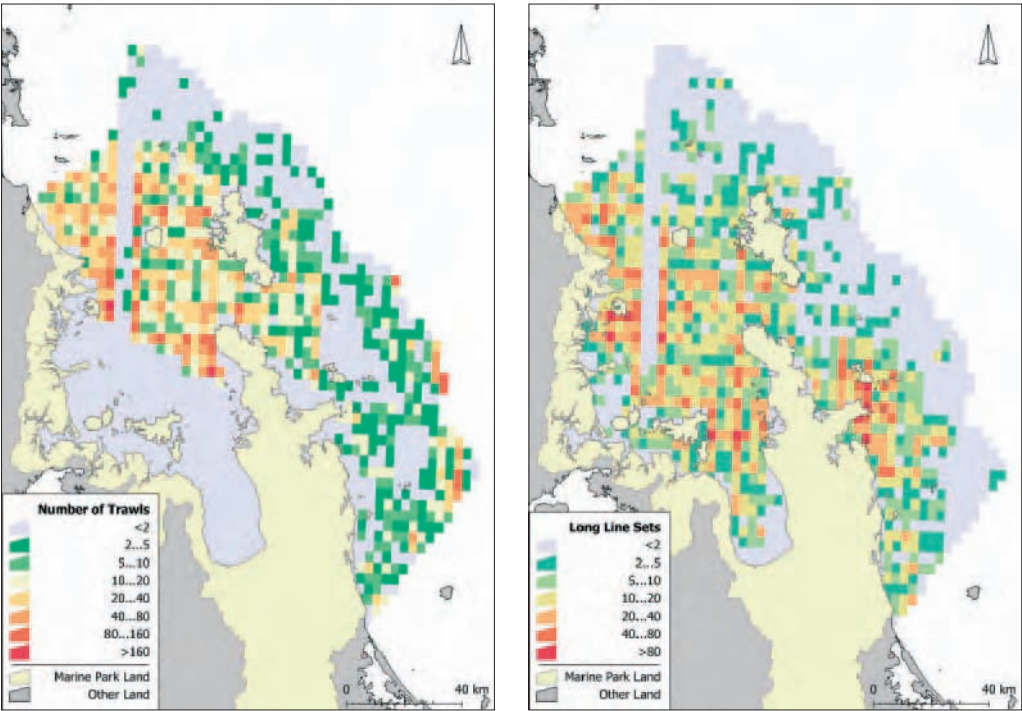 Number of Trawls
<2
2...5
5...10
10...20
20...40
40...80
80...160
>160
Marine Park Land
Other Land
0 40 km
Long Line Sets
<2
2...5
5...10
10...20
20...40
40...80
>80
Marine Park Land
Other Land
0 40 km